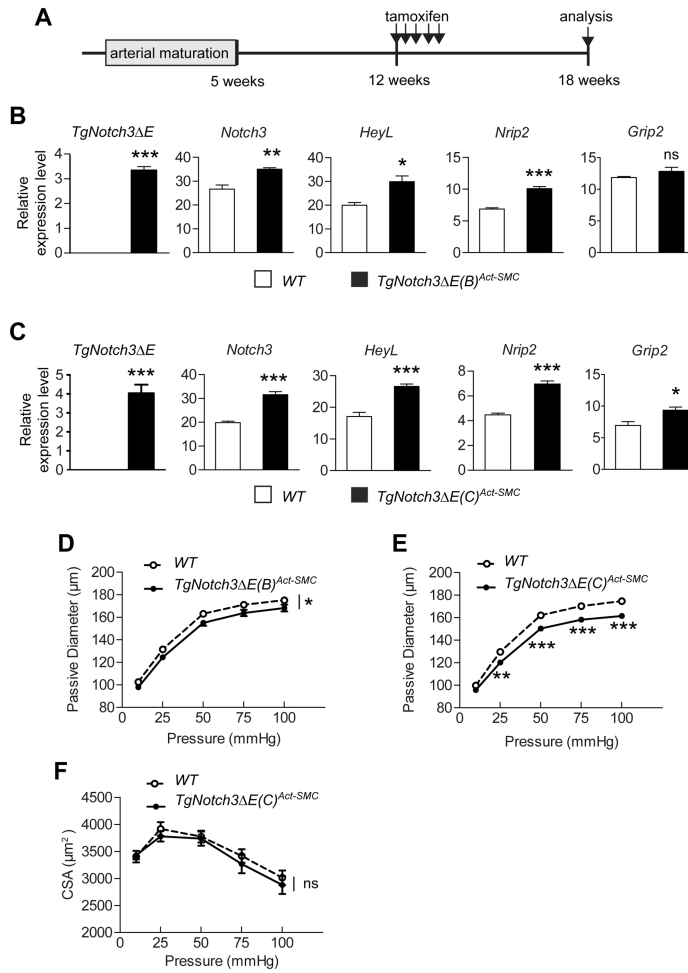 A
tamoxifen
analysis
arterial maturation
5 weeks
12 weeks
18 weeks
B
TgNotch3ΔE
Notch3
HeyL
Nrip2
Grip2
Relative
expression level
4
3
2
1
0
***
40
30
20
10
0
**
40
30
20
10
0
*
15
10
5
0
***
15
10
5
0
ns
WT
TgNotch3ΔE(B)Act-SMC
C
TgNotch3ΔE
Notch3
HeyL
Nrip2
Grip2
Relative
expression level
5
4
3
2
1
0
***
40
30
20
10
0
***
30
20
10
0
***
8
6
4
2
0
***
15
10
5
0
*
WT
TgNotch3ΔE(C)Act-SMC
D
WT
TgNotch3ΔE(B)Act-SMC
Passive Diameter (µm)
200
180
160
140
120
100
80
*
0 25 50 75 100
Pressure (mmHg)
E
WT
TgNotch3ΔE(C)Act-SMC
Passive Diameter (µm)
200
180
160
140
120
100
80
**
***
***
***
0 25 50 75 100
Pressure (mmHg)
F
WT
TgNotch3ΔE(C)Act-SMC
CSA (µm²)
4500
4000
3500
3000
2500
2000
ns
0 25 50 75 100
Pressure (mmHg)